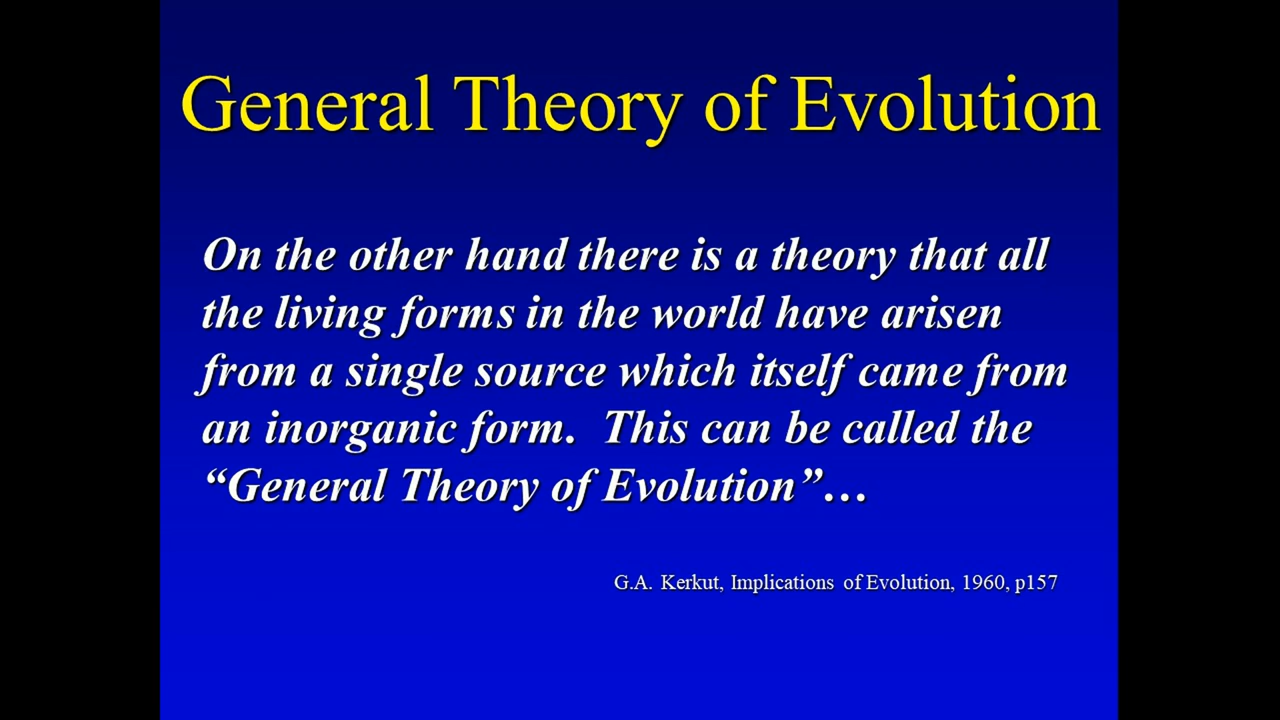 General Theory of Evolution
On the other hand there is a theory that all
the living forms in the world have arisen
from a single source which itself came from
an inorganic form.  This can be called the
“General Theory of Evolution”…
G.A. Kerkut, Implications of Evolution, 1960, p157